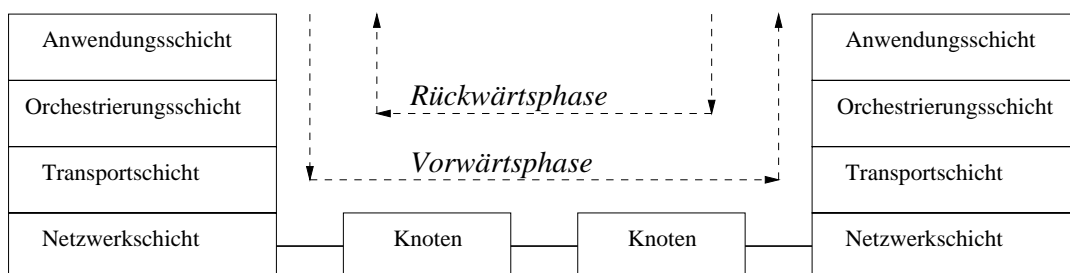 Anwendungsschicht
Anwendungsschicht
Rückwärtsphase
Orchestrierungsschicht
Orchestrierungsschicht
Vorwärtsphase
Transportschicht
Transportschicht
Netzwerkschicht
Knoten
Knoten
Netzwerkschicht